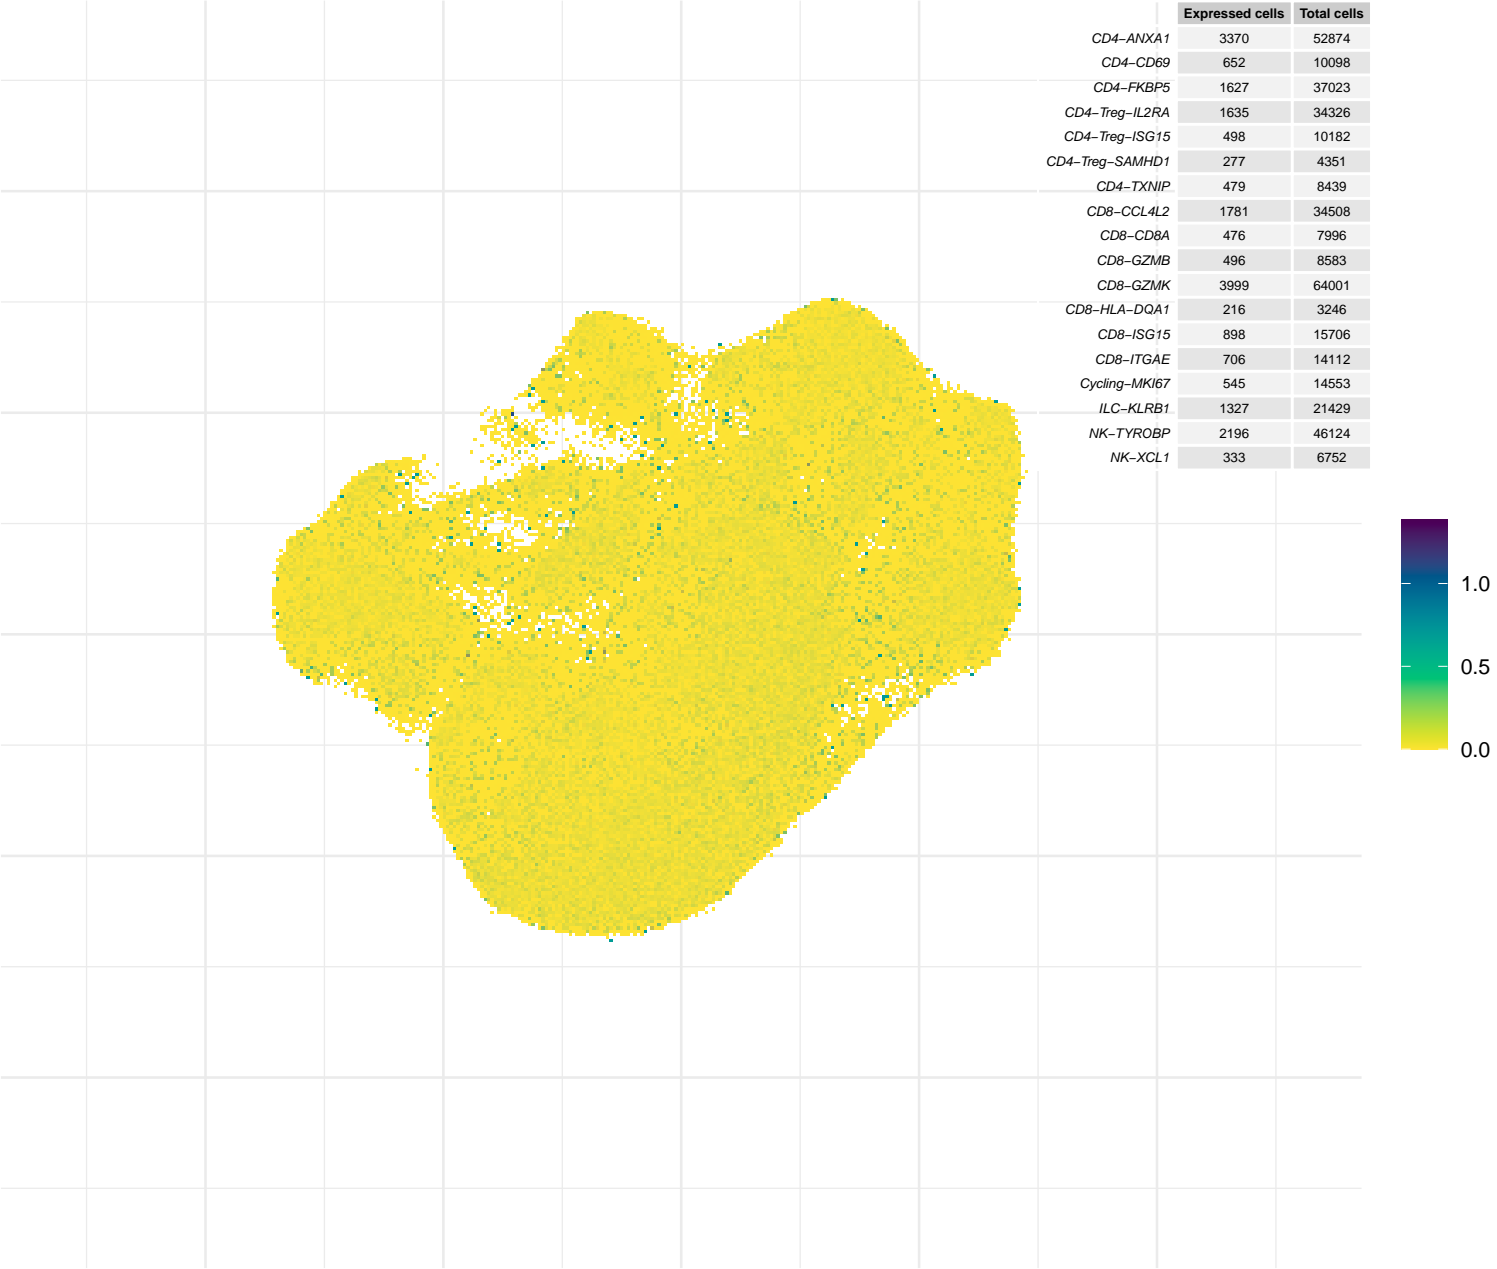 Expressed cells Total cells
CD4−ANXA1 3370 52874
CD4−CD69 652 10098
CD4−FKBP5 1627 37023
CD4−Treg−IL2RA 1635 34326
CD4−Treg−ISG15 498 10182
CD4−Treg−SAMHD1 277 4351
CD4−TXNIP 479 8439
CD8−CCL4L2 1781 34508
CD8−CD8A 476 7996
CD8−GZMB 496 8583
CD8−GZMK 3999 64001
CD8−HLA−DQA1 216 3246
CD8−ISG15 898 15706
CD8−ITGAE 706 14112
Cycling−MKI67 545 14553
ILC−KLRB1 1327 21429
NK−TYROBP 2196 46124
NK−XCL1 333 6752
1.0
0.5
0.0